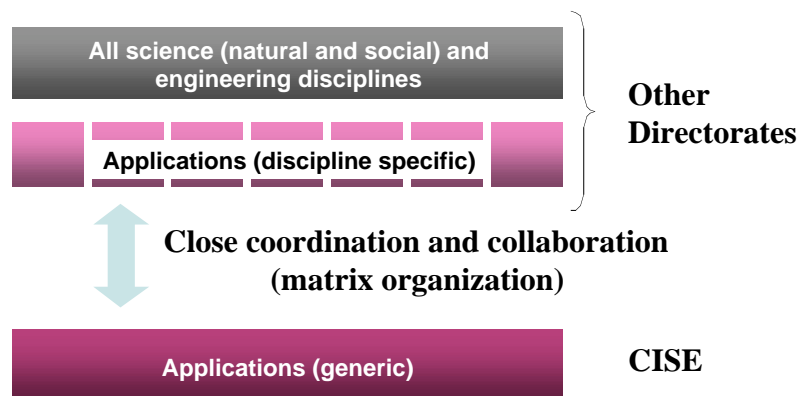 All science (natural and social) and
engineering disciplines
Other
Directorates
Applications (discipline specific)
Close coordination and collaboration
(matrix organization)
Applications (generic)
CISE